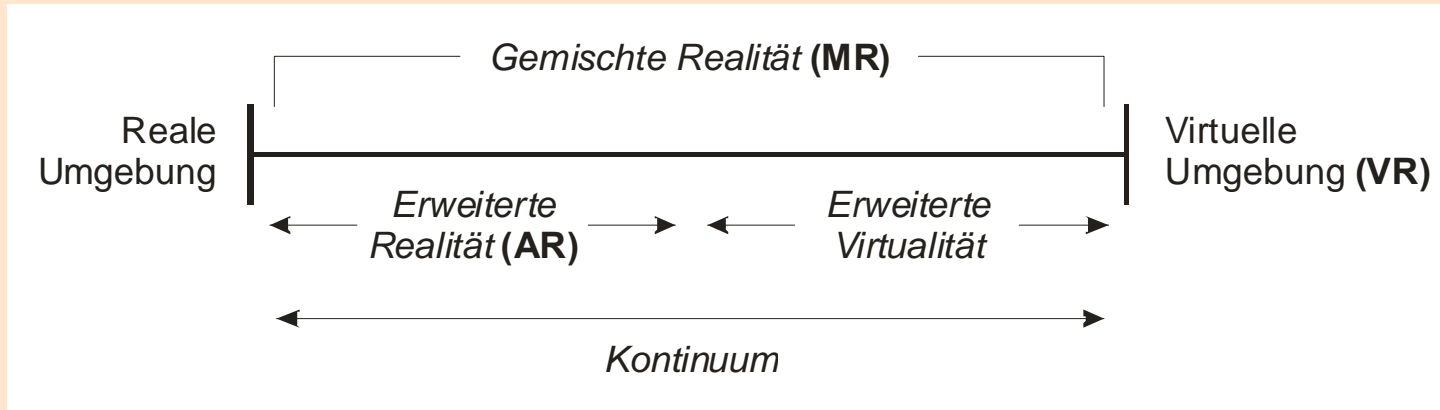 Gemischte Realität (MR)
Reale
Umgebung
Virtuelle
Umgebung (VR)
Erweiterte
Realität (AR)
Erweiterte
Virtualität
Kontinuum